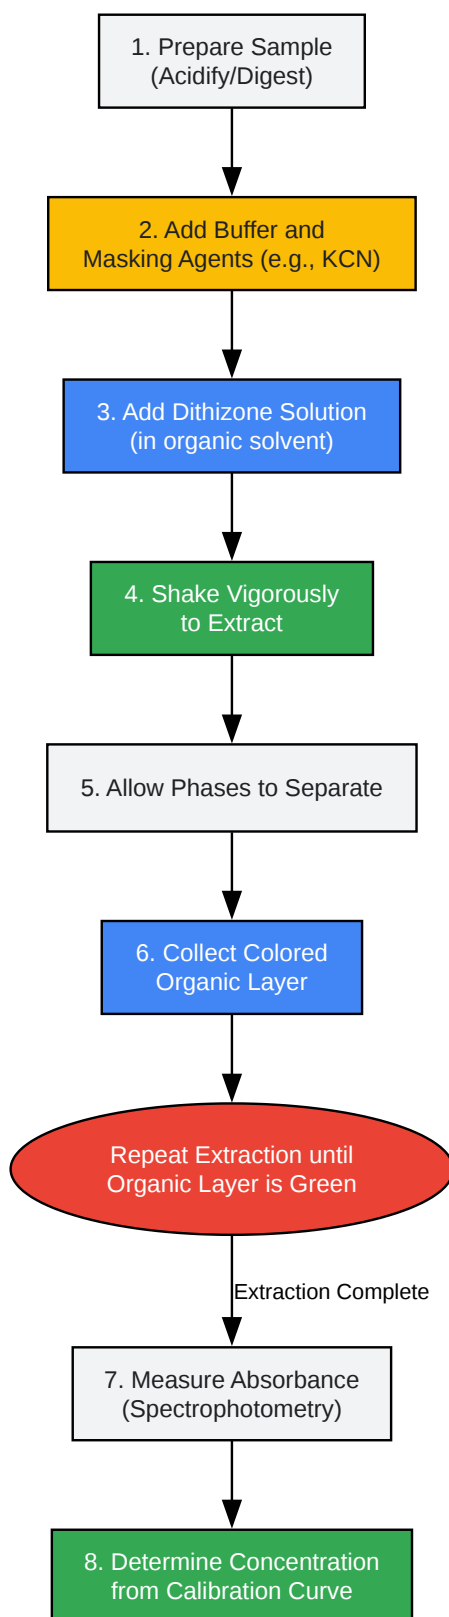 1. Prepare Sample
(Acidify/Digest)
2. Add Buffer and
Masking Agents (e.g., KCN)
3. Add Dithizone Solution
(in organic solvent)
4. Shake Vigorously
to Extract
5. Allow Phases to Separate
6. Collect Colored
Organic Layer
Repeat Extraction until
Organic Layer is Green
Extraction Complete
7. Measure Absorbance
(Spectrophotometry)
8. Determine Concentration
from Calibration Curve